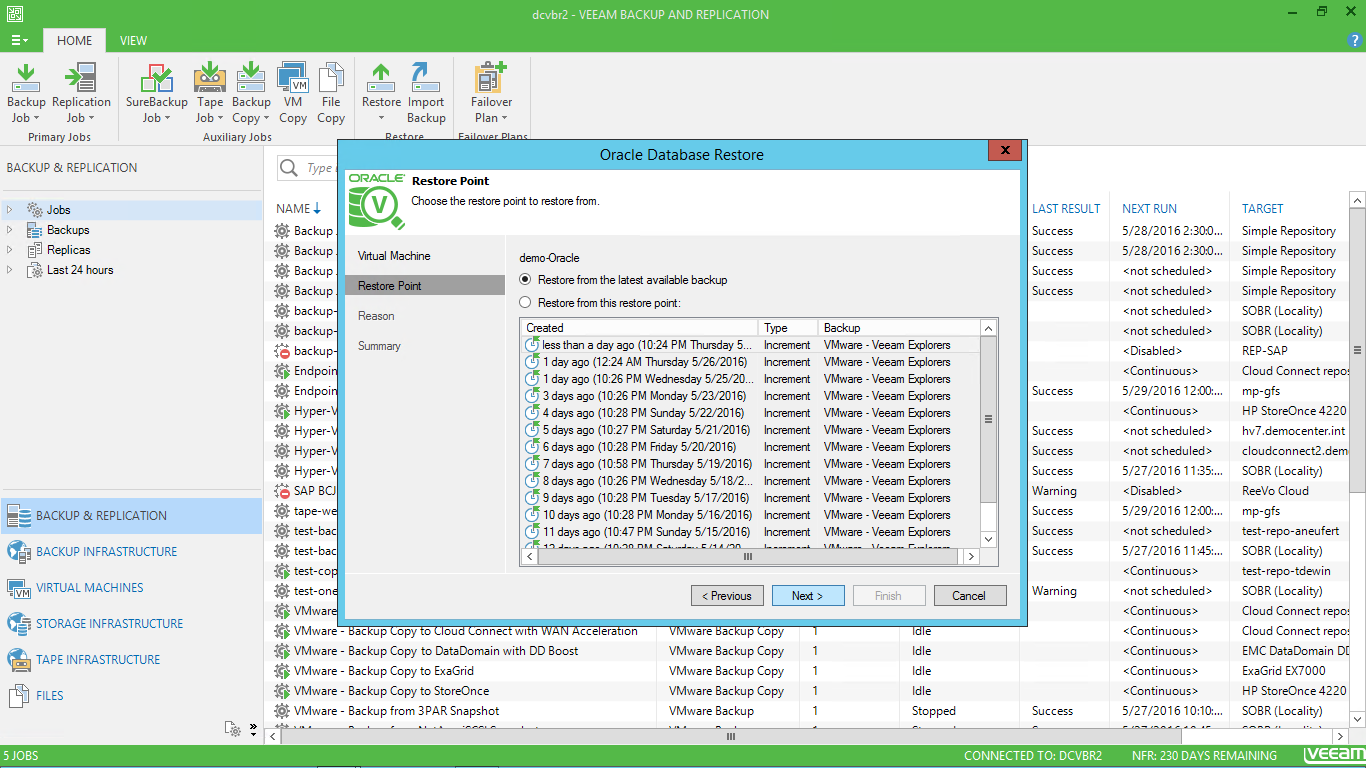 dcvbr2 - VEEAM BACKUP AND REPLICATION
HOME VIEW
Backup Job Replication Job SureBackup Job Tape Job Backup Copy VM Copy File Copy Restore Import Backup Failover Plan
Primary Jobs Auxiliary Jobs Restore Failover Plans
BACKUP & REPLICATION
Jobs
Backups
Replicas
Last 24 hours
BACKUP & REPLICATION
BACKUP INFRASTRUCTURE
VIRTUAL MACHINES
STORAGE INFRASTRUCTURE
TAPE INFRASTRUCTURE
FILES
Oracle Database Restore
ORACLE
Restore Point
Choose the restore point to restore from.
Virtual Machine
Restore Point
Reason
Summary
demo-Oracle
Restore from the latest available backup
Restore from this restore point:
Created Type Backup
less than a day ago (10:24 PM Thursday 5... Increment VMware - Veeam Explorers
1 day ago (12:24 AM Thursday 5/26/2016) Increment VMware - Veeam Explorers
1 day ago (10:26 PM Wednesday 5/25/20... Increment VMware - Veeam Explorers
3 days ago (10:26 PM Monday 5/23/2016) Increment VMware - Veeam Explorers
4 days ago (10:28 PM Sunday 5/22/2016) Increment VMware - Veeam Explorers
5 days ago (10:27 PM Saturday 5/21/2016) Increment VMware - Veeam Explorers
6 days ago (10:28 PM Friday 5/20/2016) Increment VMware - Veeam Explorers
7 days ago (10:58 PM Thursday 5/19/2016) Increment VMware - Veeam Explorers
8 days ago (10:26 PM Wednesday 5/18/2... Increment VMware - Veeam Explorers
9 days ago (10:28 PM Tuesday 5/17/2016) Increment VMware - Veeam Explorers
10 days ago (10:28 PM Monday 5/16/2016) Increment VMware - Veeam Explorers
11 days ago (10:47 PM Sunday 5/15/2016) Increment VMware - Veeam Explorers
< Previous Next > Finish Cancel
Type
NAME LAST RESULT NEXT RUN TARGET
Backup Success 5/28/2016 2:30:0... Simple Repository
Backup Success 5/28/2016 2:30:0... Simple Repository
Backup Success <not scheduled> Simple Repository
Backup Success <not scheduled> Simple Repository
backup- <not scheduled> SOBR (Locality)
backup- <not scheduled> SOBR (Locality)
backup- <Disabled> REP-SAP
Endpoin <Continuous> Cloud Connect repos
Endpoin Success 5/29/2016 12:00:... mp-gfs
Hyper-V <Continuous> HP StoreOnce 4220
Hyper-V Success <not scheduled> hv7.democenter.int
Hyper-V Success <not scheduled> cloudconnect2.dem
Hyper-V Success 5/27/2016 11:35:... SOBR (Locality)
SAP BCJ Warning <Disabled> ReeVo Cloud
tape-we Success 5/29/2016 12:00:... mp-gfs
test-bac Success <not scheduled> test-repo-aneufert
test-bac Success 5/27/2016 11:45:... SOBR (Locality)
test-cop <Continuous> test-repo-tdewin
test-one Warning <not scheduled> SOBR (Locality)
VMware <Continuous> Cloud Connect repos
VMware - Backup Copy to Cloud Connect with WAN Acceleration VMware Backup Copy 1 Idle <Continuous> Cloud Connect repos
VMware - Backup Copy to DataDomain with DD Boost VMware Backup Copy 1 Idle <Continuous> EMC DataDomain DD
VMware - Backup Copy to ExaGrid VMware Backup Copy 1 Idle <Continuous> ExaGrid EX7000
VMware - Backup Copy to StoreOnce VMware Backup Copy 1 Idle <Continuous> HP StoreOnce 4220
VMware - Backup from 3PAR Snapshot VMware Backup 1 Stopped Success 5/27/2016 10:10:... SOBR (Locality)
5 JOBS CONNECTED TO: DCVBR2 NFR: 230 DAYS REMAINING veeam